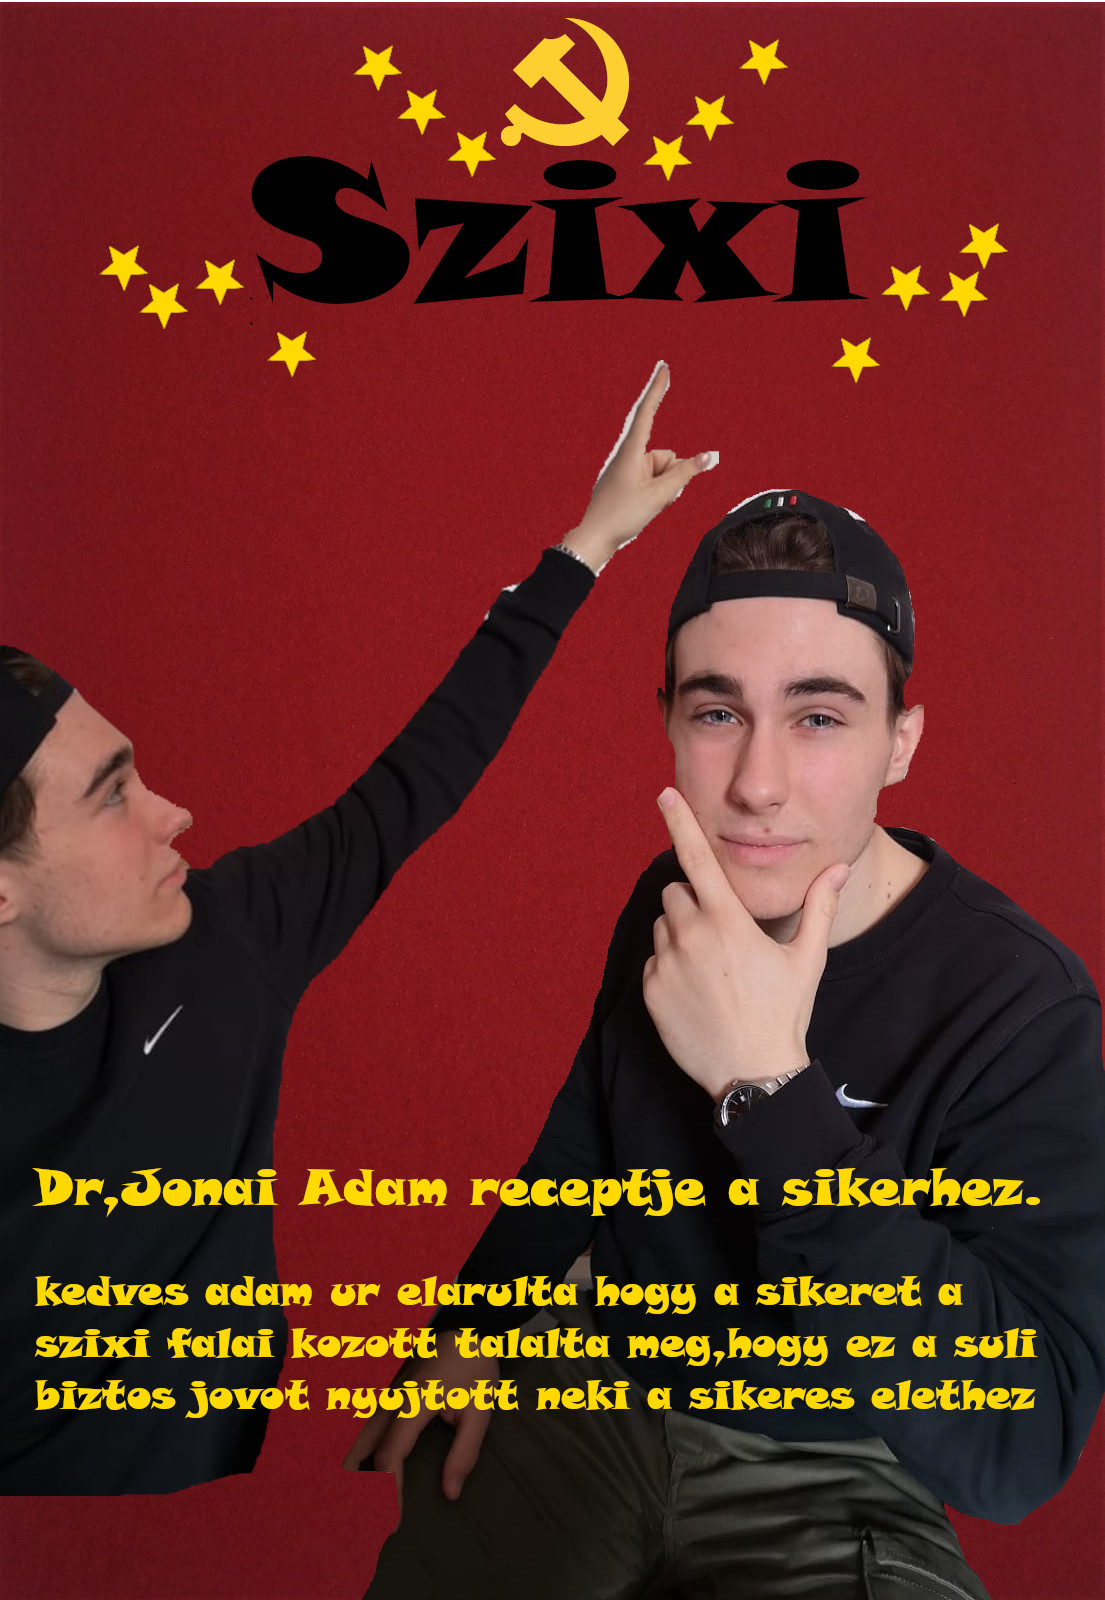 Szixi
Dr,Jonai Adam receptje a sikerhez.
kedves adam ur elarulta hogy a sikeret a
szixi falai kozott talalta meg,hogy ez a suli
biztos jovot nyujtott neki a sikeres elethez